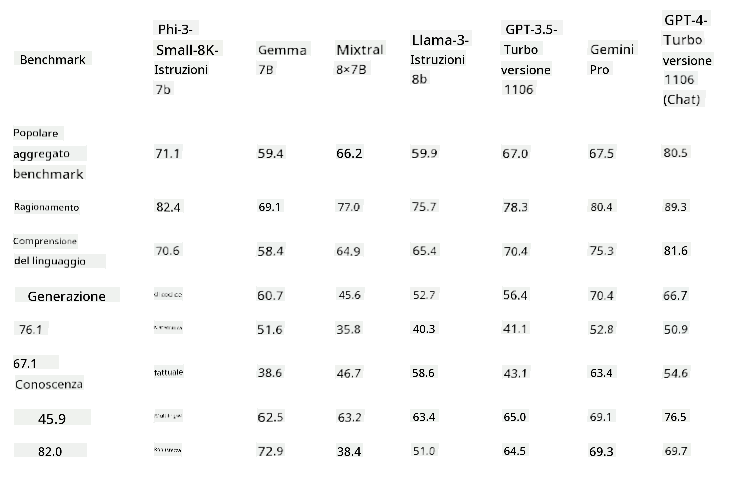 Benchmark
Phi-3-
Small-8K-
Istruzioni
7b
Gemma
7B
Mixtral
8×7B
Llama-3-
Istruzioni
8b
GPT-3.5-
Turbo
versione
1106
Gemini
Pro
GPT-4-
Turbo
versione
1106
(Chat)
Popolare
aggregato
benchmark
71.1 59.4 66.2 59.9 67.0 67.5 80.5
Ragionamento 82.4 69.1 77.0 75.7 78.3 80.4 89.3
Comprensione
del linguaggio
70.6 58.4 64.9 65.4 70.4 75.3 81.6
Generazione di codice 60.7 45.6 52.7 56.4 70.4 66.7
76.1 Matematica 51.6 35.8 40.3 41.1 52.8 50.9
67.1
Conoscenza
fattuale 38.6 46.7 58.6 43.1 63.4 54.6
45.9 62.5 63.2 63.4 65.0 69.1 76.5
82.0 72.9 38.4 51.0 64.5 69.3 69.7